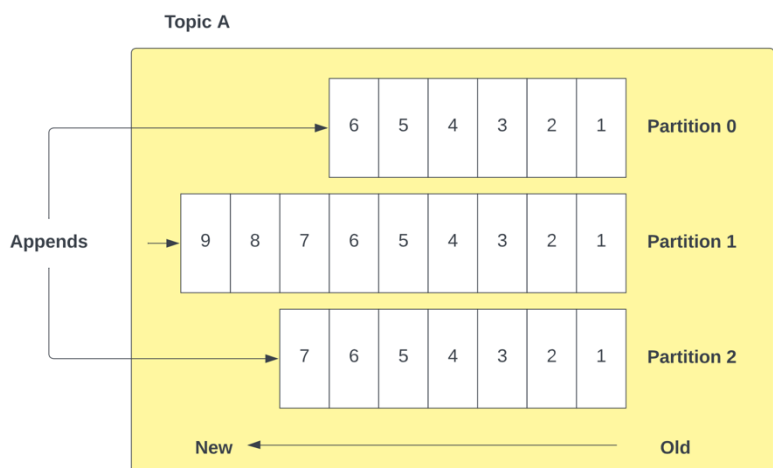 Topic A
6 5 4 3 2 1 Partition 0
Appends 9 8 7 6 5 4 3 2 1 Partition 1
7 6 5 4 3 2 1 Partition 2
New Old